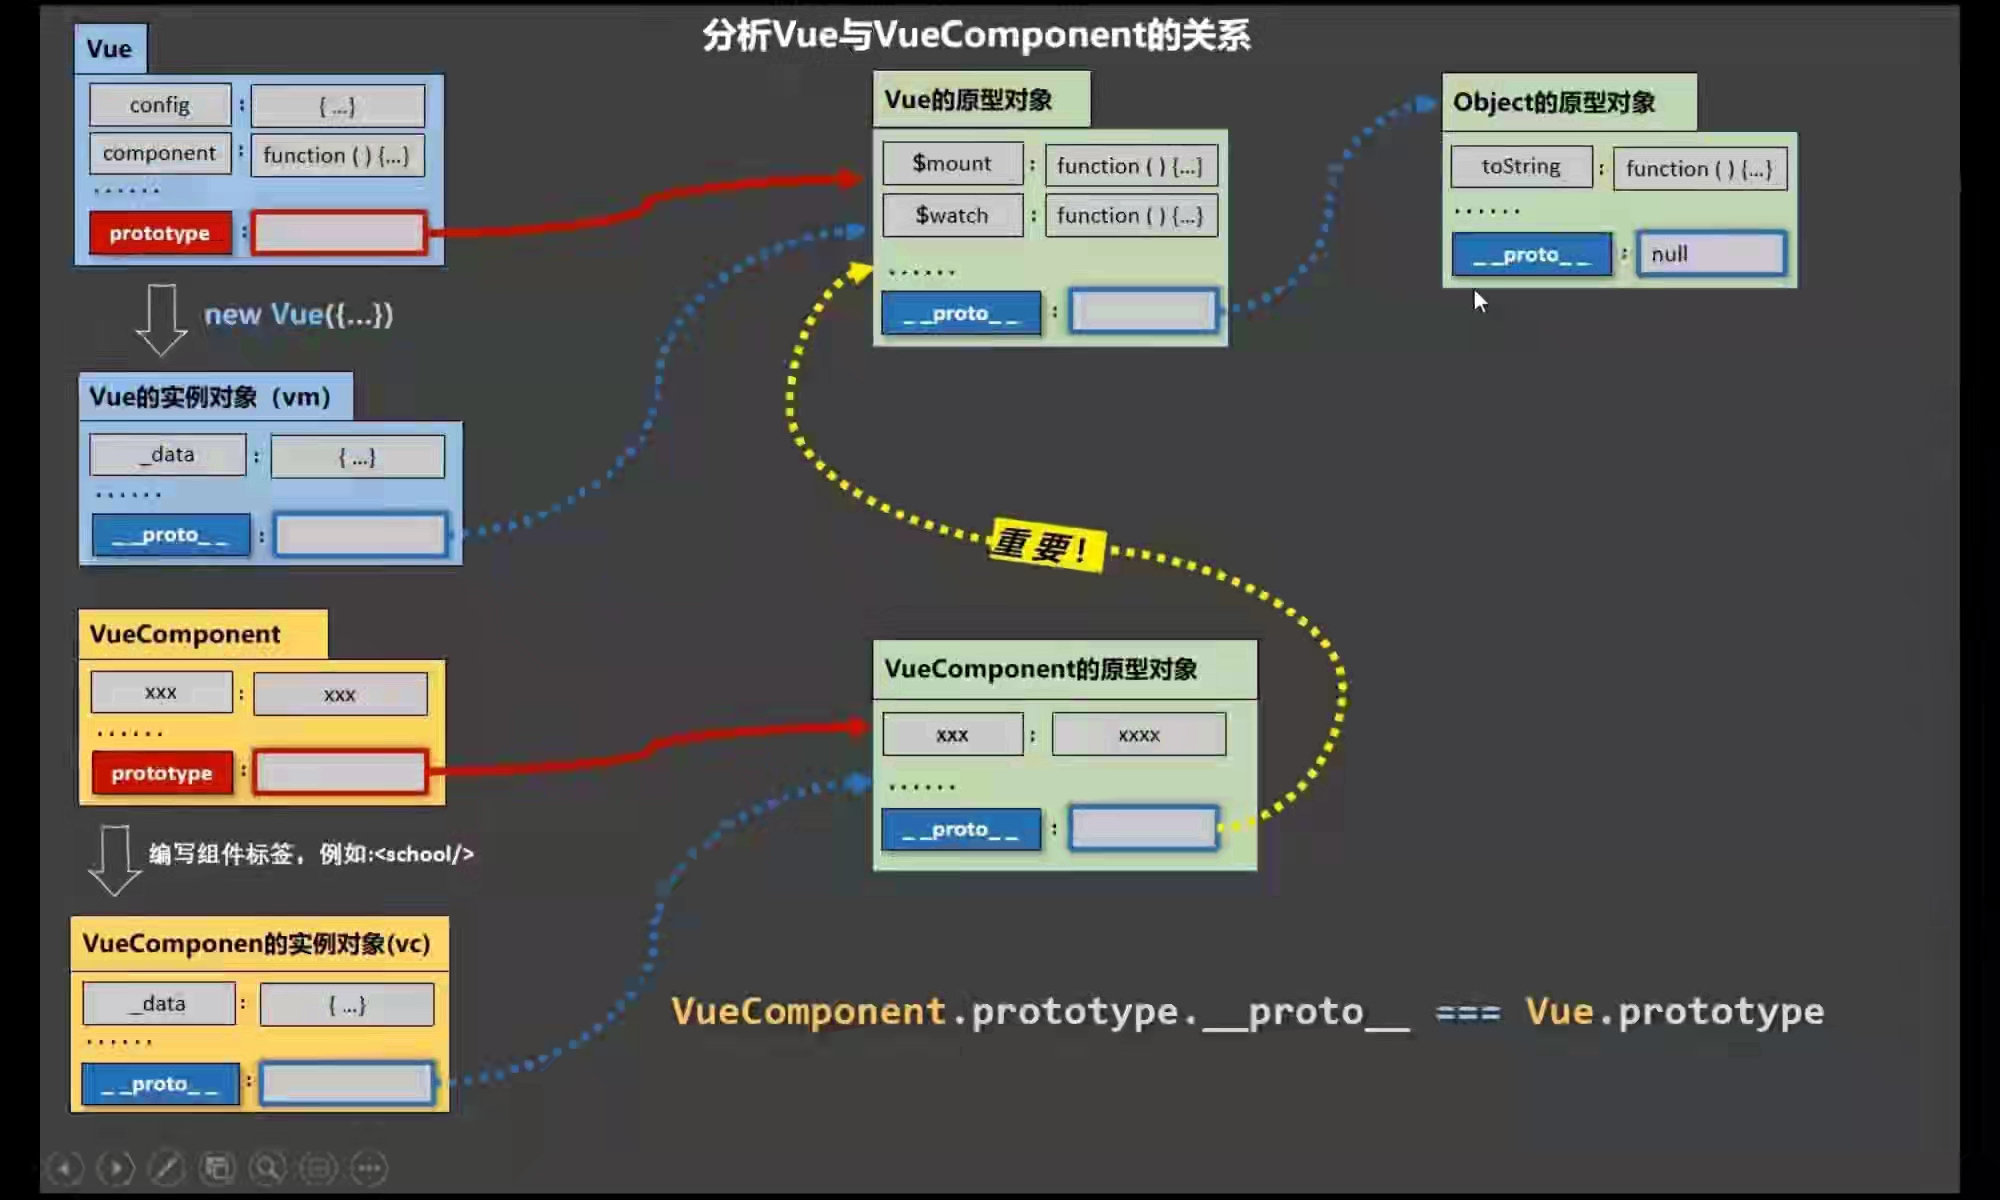 分析Vue与VueComponent的关系
Vue
config : { ...}
component : function ( ) {...}
······
prototype :
new Vue({...})
Vue的实例对象（vm）
_data : { ...}
······
_ _proto_ _ :
VueComponent
xxx : xxx
······
prototype :
编写组件标签，例如:<school/>
VueComponen的实例对象(vc)
_data : { ...}
······
_ _proto_ _ :
Vue的原型对象
$mount : function ( ) {...}
$watch : function ( ) {...}
······
_ _proto_ _ :
Object的原型对象
toString : function ( ) {...}
······
_ _proto_ _ : null
重要！
VueComponent的原型对象
xxx : xxxx
······
_ _proto_ _ :
VueComponent.prototype.__proto__ === Vue.prototype